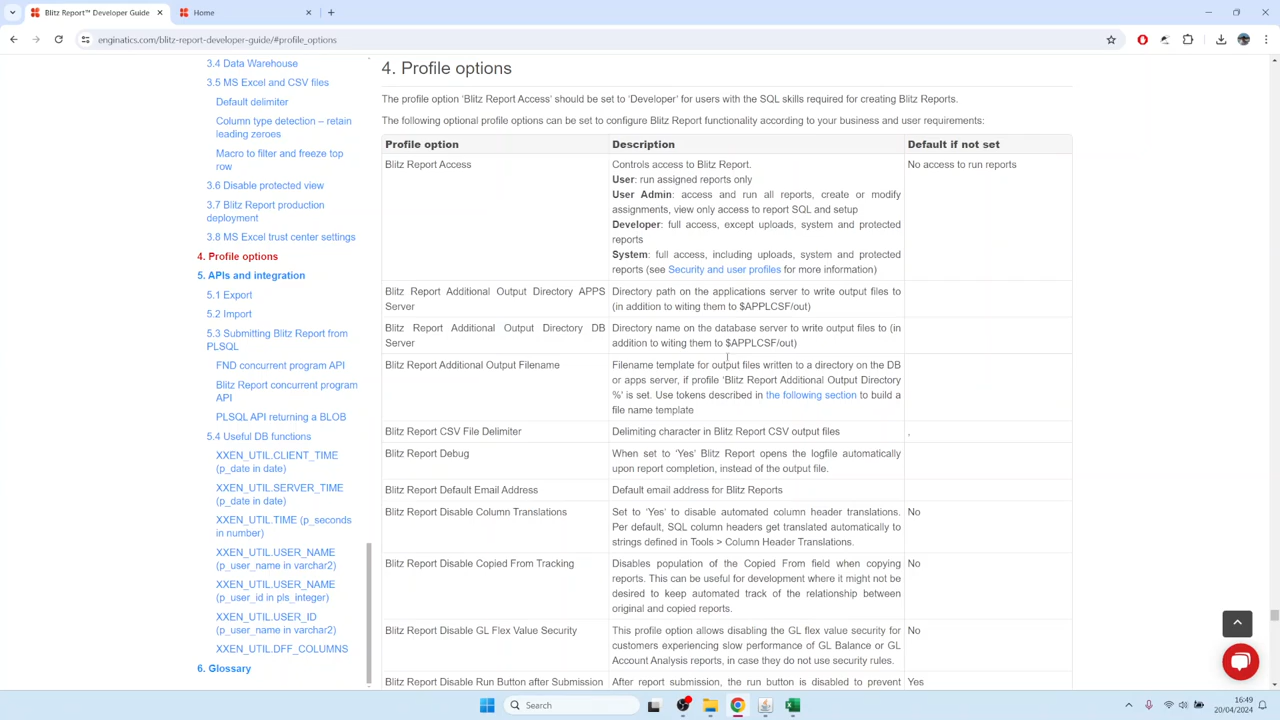 Blitz Report™ Developer Guide
Home
enginatics.com/blitz-report-developer-guide/#profile_options
3.4 Data Warehouse
3.5 MS Excel and CSV files
Default delimiter
Column type detection – retain
leading zeroes
Macro to filter and freeze top
row
3.6 Disable protected view
3.7 Blitz Report production
deployment
3.8 MS Excel trust center settings
4. Profile options
5. APIs and integration
5.1 Export
5.2 Import
5.3 Submitting Blitz Report from
PLSQL
FND concurrent program API
Blitz Report concurrent program
API
PLSQL API returning a BLOB
5.4 Useful DB functions
XXEN_UTIL.CLIENT_TIME
(p_date in date)
XXEN_UTIL.SERVER_TIME
(p_date in date)
XXEN_UTIL.TIME (p_seconds
in number)
XXEN_UTIL.USER_NAME
(p_user_name in varchar2)
XXEN_UTIL.USER_NAME
(p_user_id in pls_integer)
XXEN_UTIL.USER_ID
(p_user_name in varchar2)
XXEN_UTIL.DFF_COLUMNS
6. Glossary
4. Profile options
The profile option 'Blitz Report Access' should be set to 'Developer' for users with the SQL skills required for creating Blitz Reports.
The following optional profile options can be set to configure Blitz Report functionality according to your business and user requirements:
Profile option Description Default if not set
Blitz Report Access Controls access to Blitz Report. No access to run reports
User: run assigned reports only
User Admin: access and run all reports, create or modify
assignments, view only access to report SQL and setup
Developer: full access, except uploads, system and protected
reports
System: full access, including uploads, system and protected
reports (see Security and user profiles for more information)
Blitz Report Additional Output Directory APPS Directory path on the applications server to write output files to
Server (in addition to witing them to $APPLCSF/out)
Blitz Report Additional Output Directory DB Directory name on the database server to write output files to (in
Server addition to witing them to $APPLCSF/out)
Blitz Report Additional Output Filename Filename template for output files written to a directory on the DB
or apps server, if profile 'Blitz Report Additional Output Directory
%' is set. Use tokens described in the following section to build a
file name template
Blitz Report CSV File Delimiter Delimiting character in Blitz Report CSV output files ,
Blitz Report Debug When set to 'Yes' Blitz Report opens the logfile automatically
upon report completion, instead of the output file.
Blitz Report Default Email Address Default email address for Blitz Reports
Blitz Report Disable Column Translations Set to 'Yes' to disable automated column header translations. No
Per default, SQL column headers get translated automatically to
strings defined in Tools > Column Header Translations.
Blitz Report Disable Copied From Tracking Disables population of the Copied From field when copying No
reports. This can be useful for development where it might not be
desired to keep automated track of the relationship between
original and copied reports.
Blitz Report Disable GL Flex Value Security This profile option allows disabling the GL flex value security for No
customers experiencing slow performance of GL Balance or GL
Account Analysis reports, in case they do not use security rules.
Blitz Report Disable Run Button after Submission After report submission, the run button is disabled to prevent Yes
Search
16:49
20/04/2024